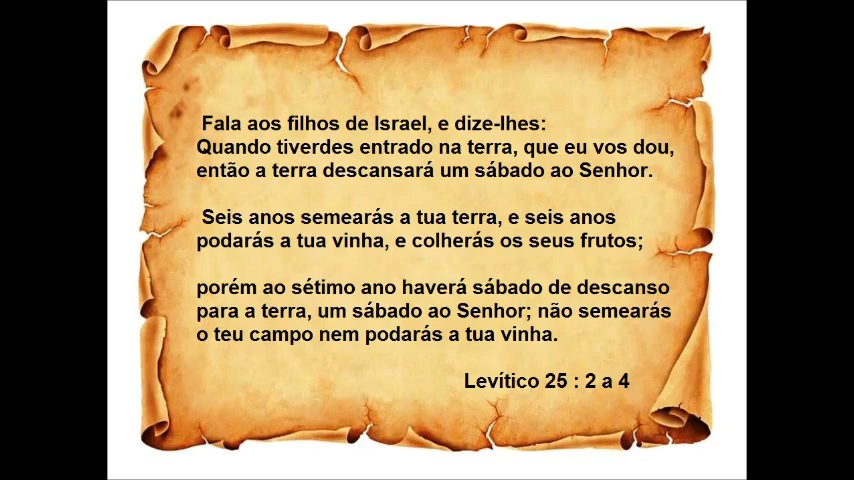 Fala aos filhos de Israel, e dize-lhes:
Quando tiverdes entrado na terra, que eu vos dou,
então a terra descansará um sábado ao Senhor.
Seis anos semearás a tua terra, e seis anos
podarás a tua vinha, e colherás os seus frutos;
porém ao sétimo ano haverá sábado de descanso
para a terra, um sábado ao Senhor; não semearás
o teu campo nem podarás a tua vinha.
Levítico 25 : 2 a 4